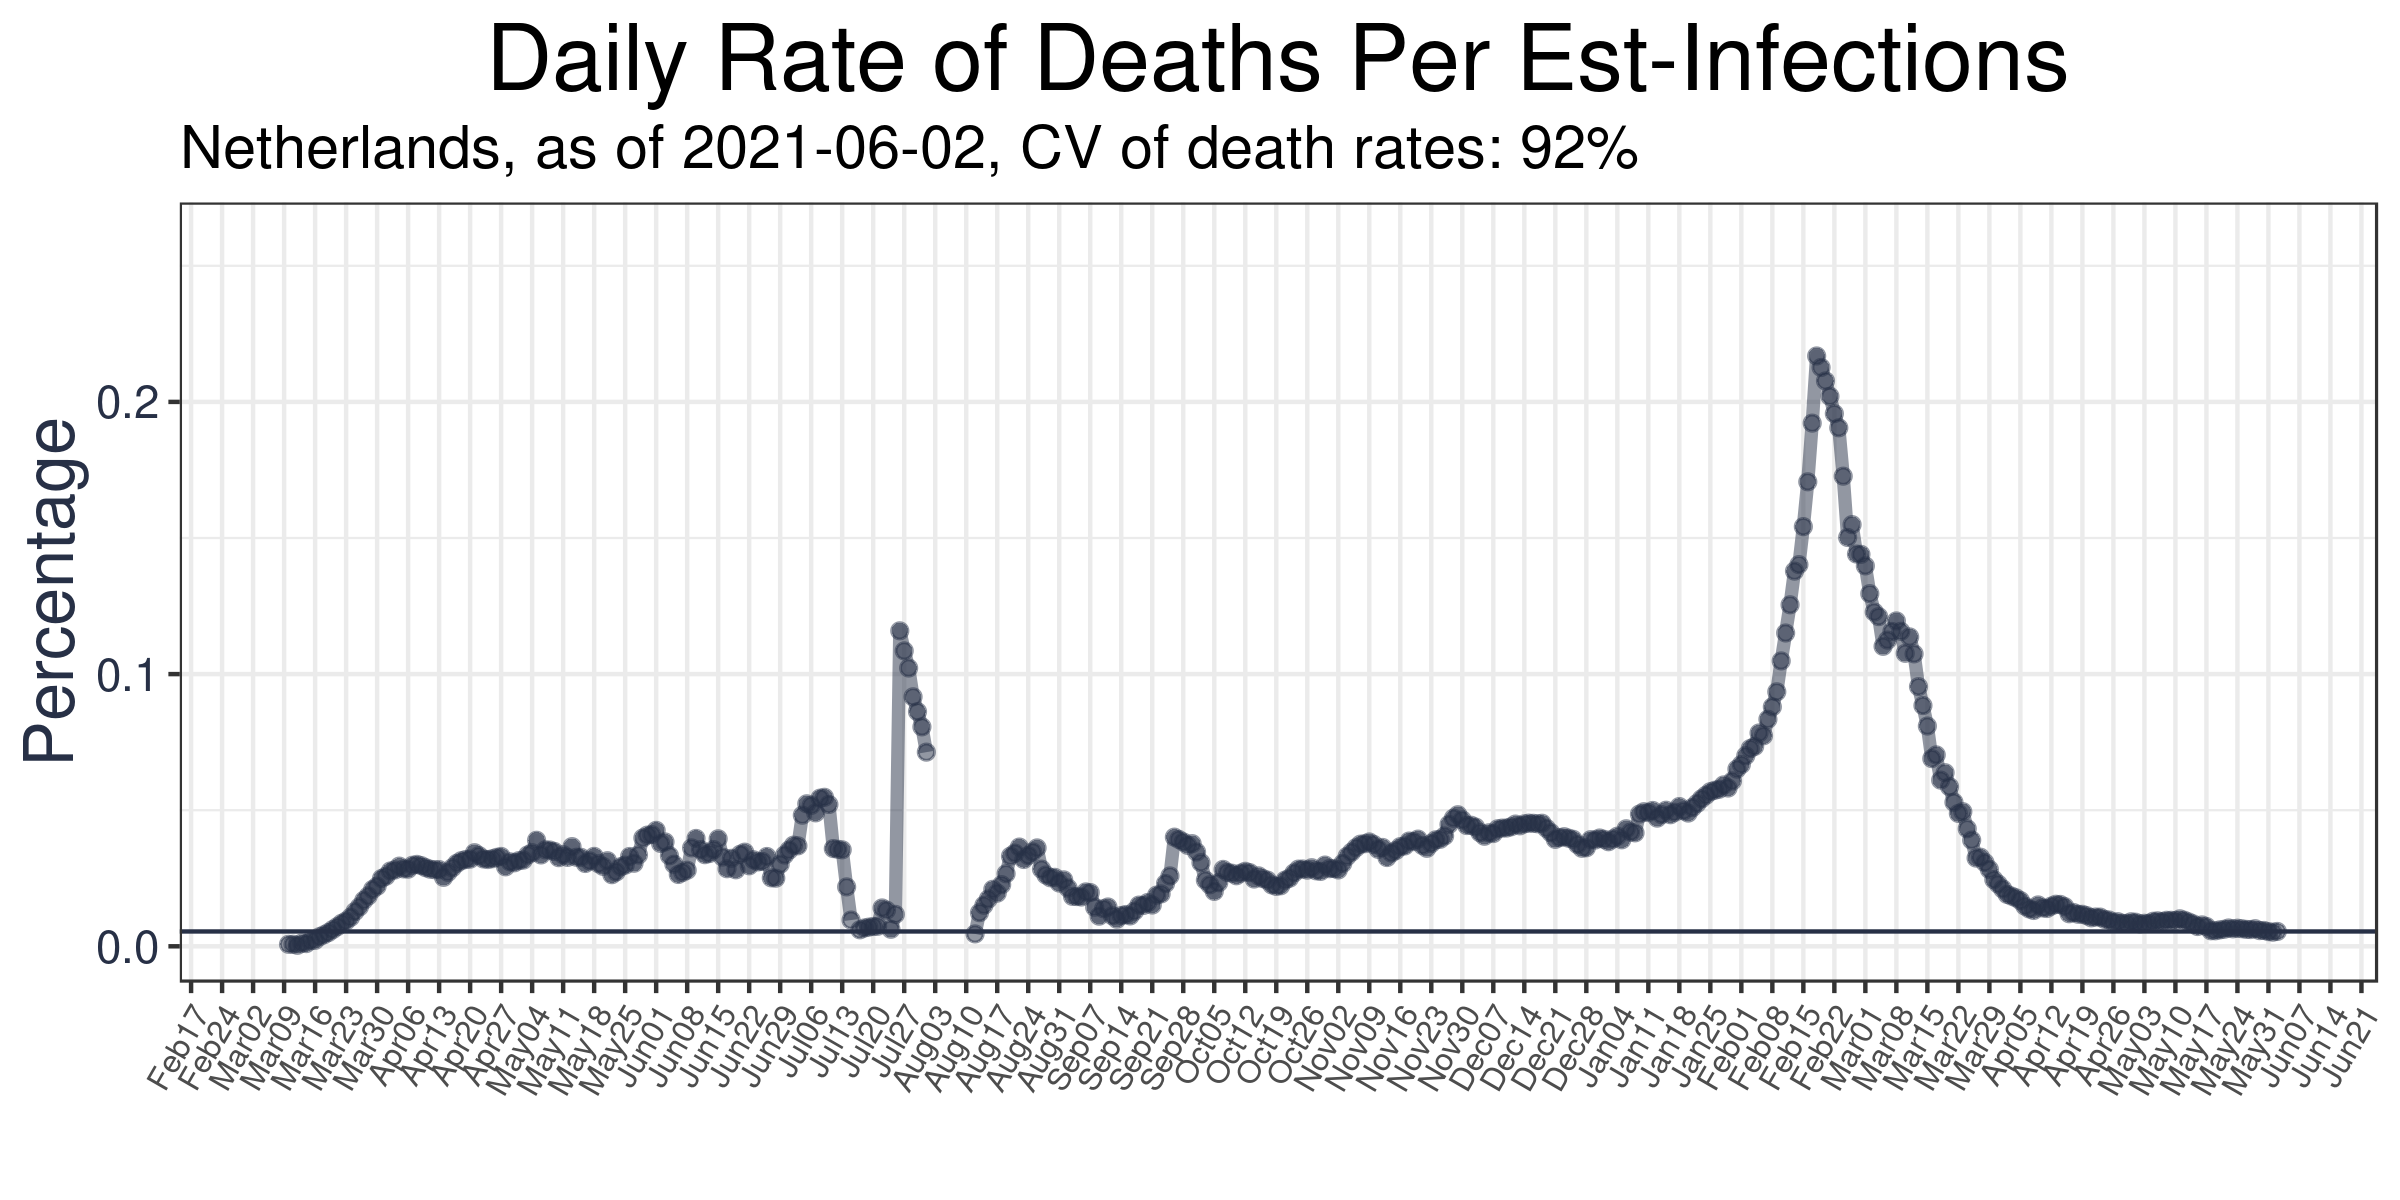 Daily Rate of Deaths Per Est-Infections
Netherlands, as of 2021-06-02, CV of death rates: 92%
Percentage
0.2
0.1
0.0
Feb17
Feb24
Mar02
Mar09
Mar16
Mar23
Mar30
Apr06
Apr13
Apr20
Apr27
May04
May11
May18
May25
Jun01
Jun08
Jun15
Jun22
Jun29
Jul06
Jul13
Jul20
Jul27
Aug03
Aug10
Aug17
Aug24
Aug31
Sep07
Sep14
Sep21
Sep28
Oct05
Oct12
Oct19
Oct26
Nov02
Nov09
Nov16
Nov23
Nov30
Dec07
Dec14
Dec21
Dec28
Jan04
Jan11
Jan18
Jan25
Feb01
Feb08
Feb15
Feb22
Mar01
Mar08
Mar15
Mar22
Mar29
Apr05
Apr12
Apr19
Apr26
May03
May10
May17
May24
May31
Jun07
Jun14
Jun21